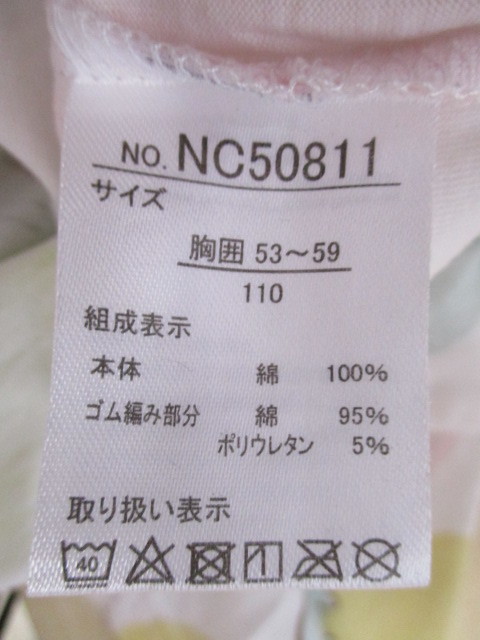 NO. NC50811
サイズ
胸囲 53～59
110
組成表示
本体 綿 100%
ゴム編み部分 綿 95%
ポリウレタン 5%
取り扱い表示
40